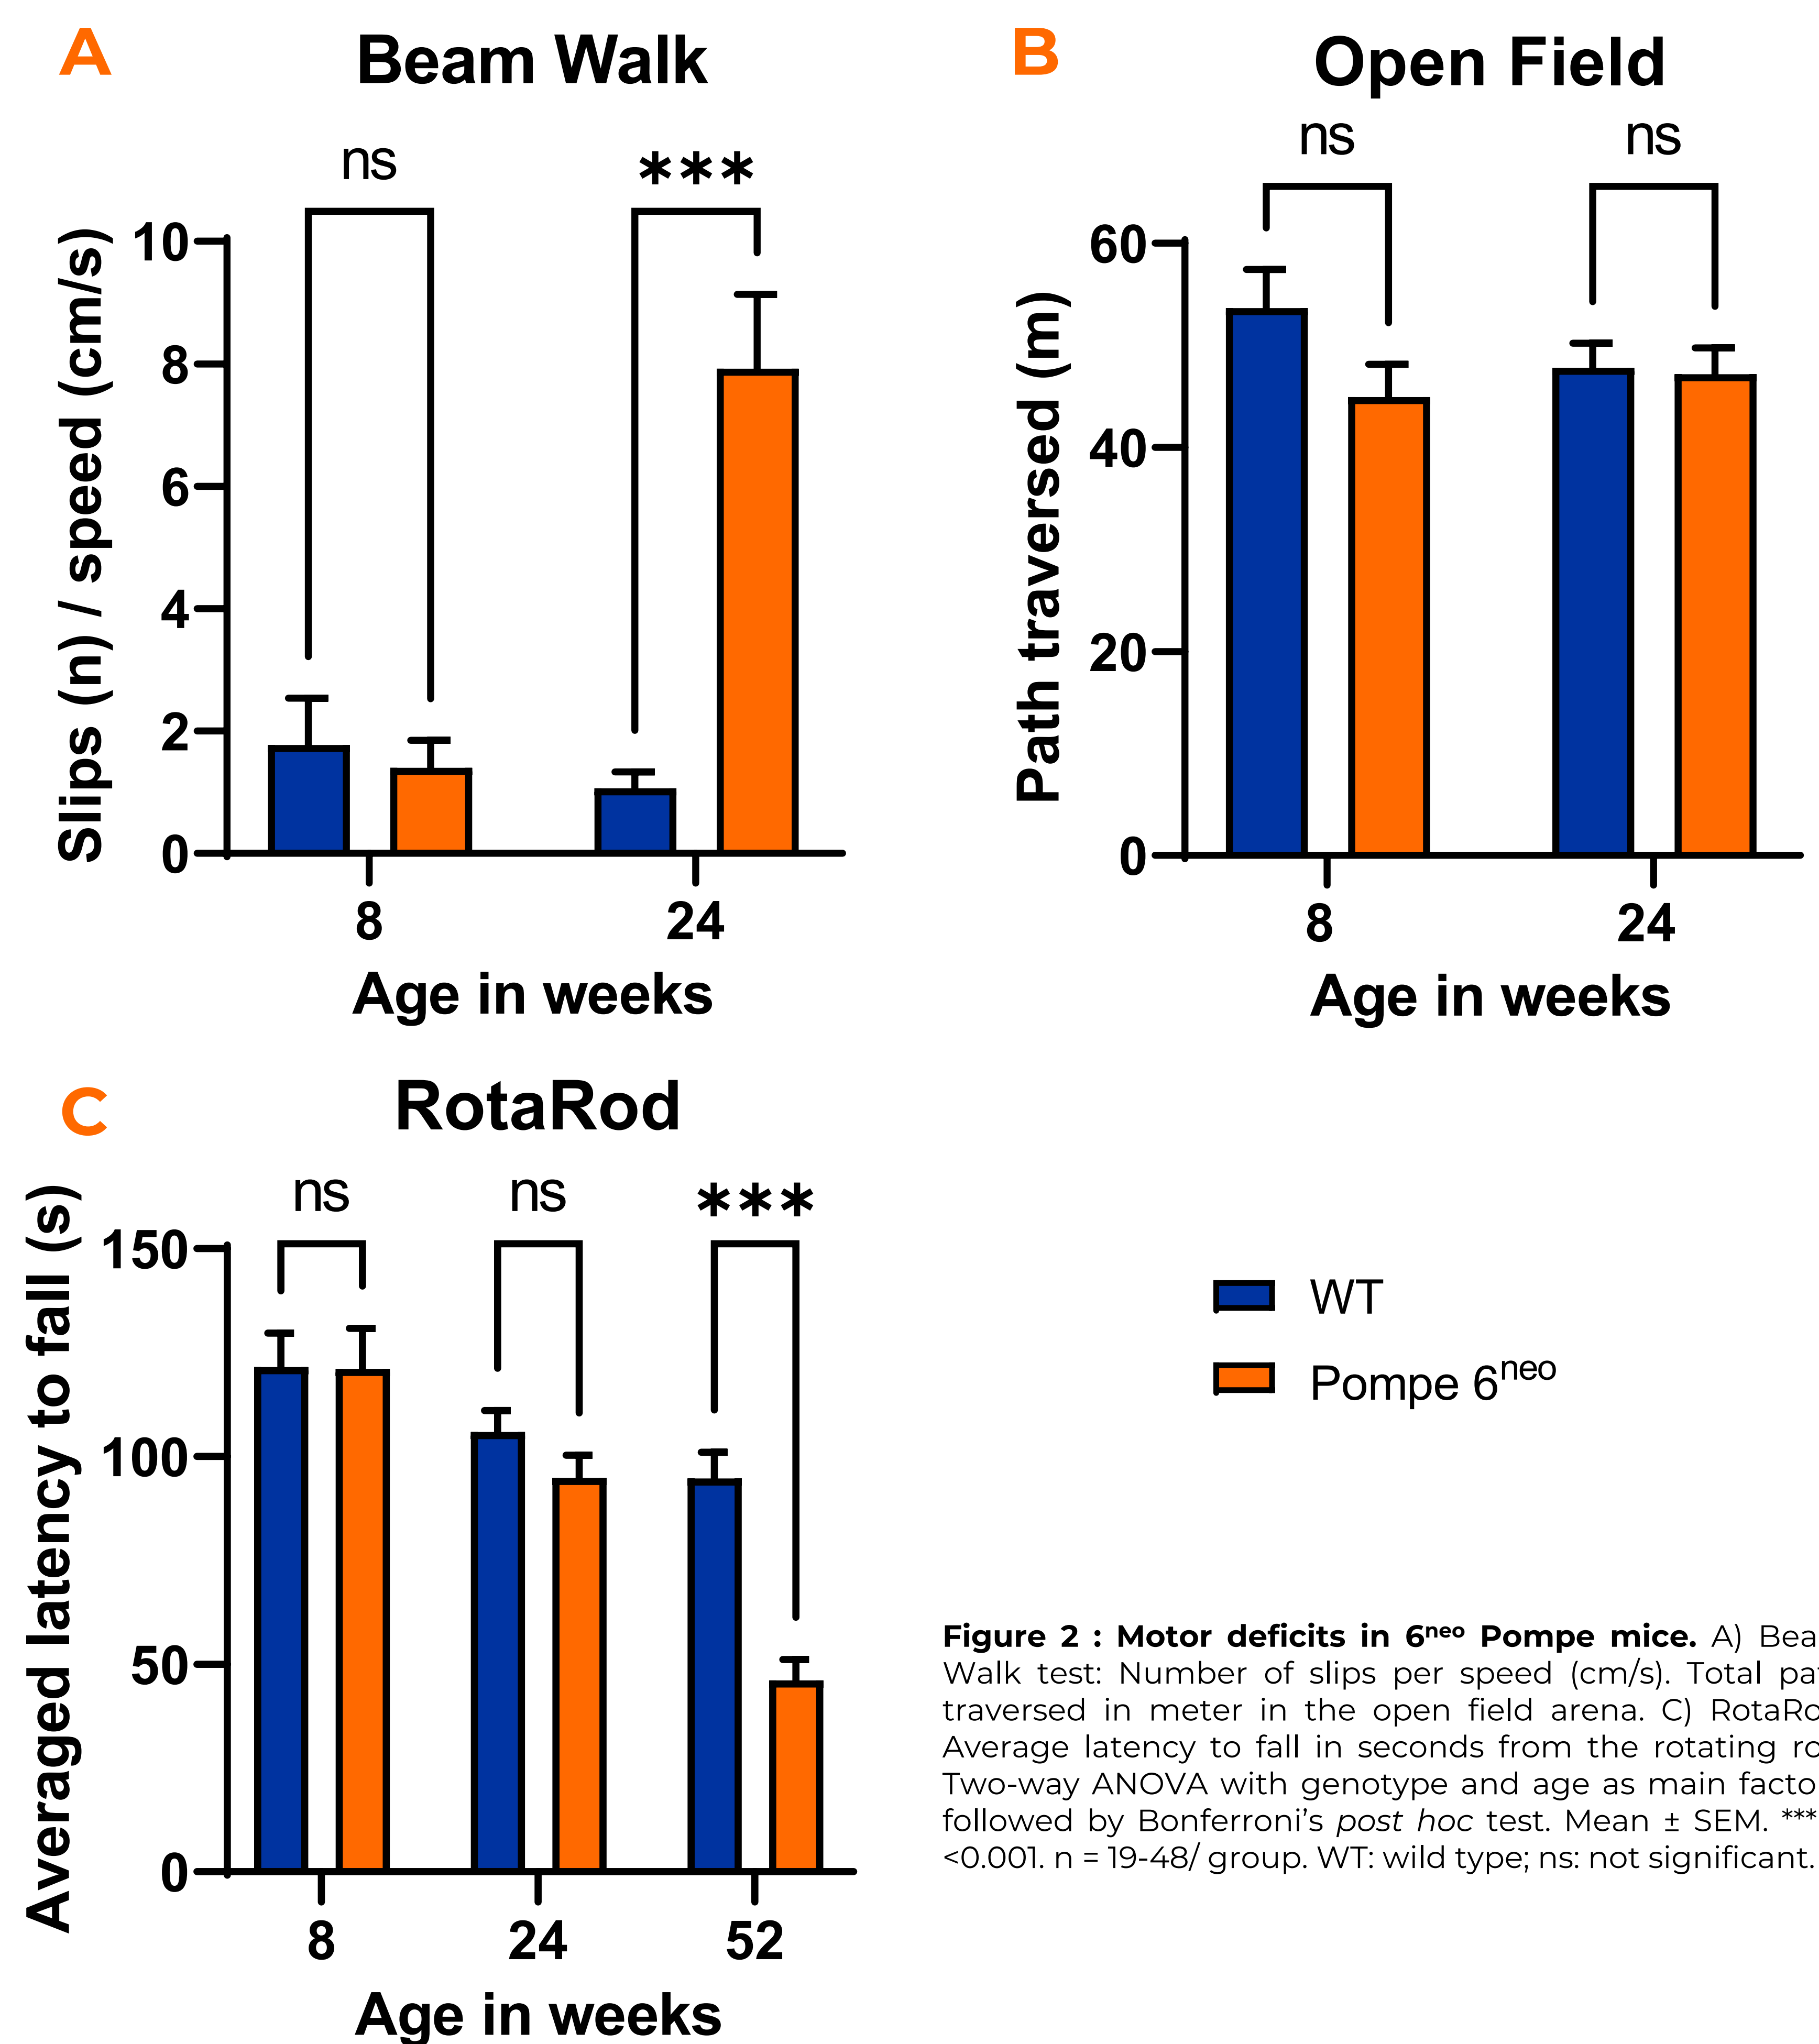 A
Beam Walk
ns
***
Slips (n) / speed (cm/s)
10
8
6
4
2
0
8
24
Age in weeks
B
Open Field
ns
ns
Path traversed (m)
60
40
20
0
8
24
Age in weeks
C
RotaRod
ns
ns
***
Averaged latency to fall (s)
150
100
50
0
8
24
52
Age in weeks
WT
Pompe 6ⁿᵉᵒ
Figure 2 : Motor deficits in 6ⁿᵉᵒ Pompe mice. A)
Walk test: Number of slips per speed (cm/s). Total
traversed in meter in the open field arena. C)
Average latency to fall in seconds from the rotating
Two-way ANOVA with genotype and age as main
followed by Bonferroni's post hoc test. Mean ± SEM. ***
<0.001. n = 19-48/ group. WT: wild type; ns: not significant.